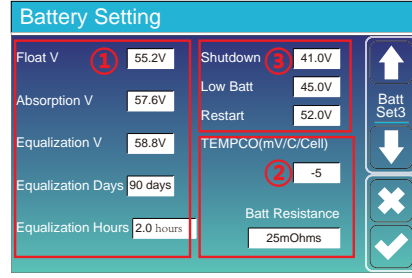 Battery Setting
Float V ① 55.2V
Absorption V 57.6V
Equalization V 58.8V
Equalization Days 90 days
Equalization Hours 2.0 hours
Shutdown ③ 41.0V
Low Batt 45.0V
Restart 52.0V
TEMPCO(mV/C/Cell)
② -5
Batt Resistance
25mOhms
Batt
Set3